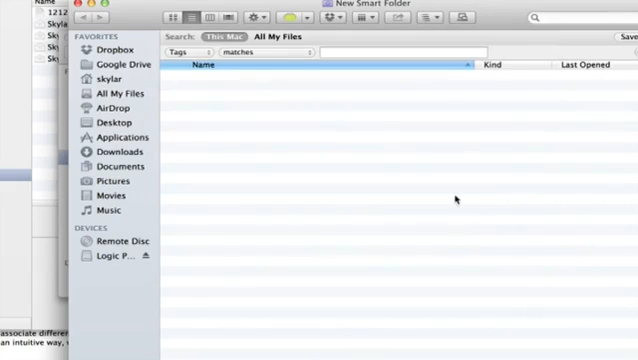 Name
New Smart Folder
1212
Search: This Mac All My Files Save
FAVORITES
Tags matches
Name Kind Last Opened
Dropbox
Google Drive
skylar
All My Files
AirDrop
Desktop
Applications
Downloads
Documents
Pictures
Movies
Music
DEVICES
Remote Disc
Logic P...
associate differe
an intuitive way,